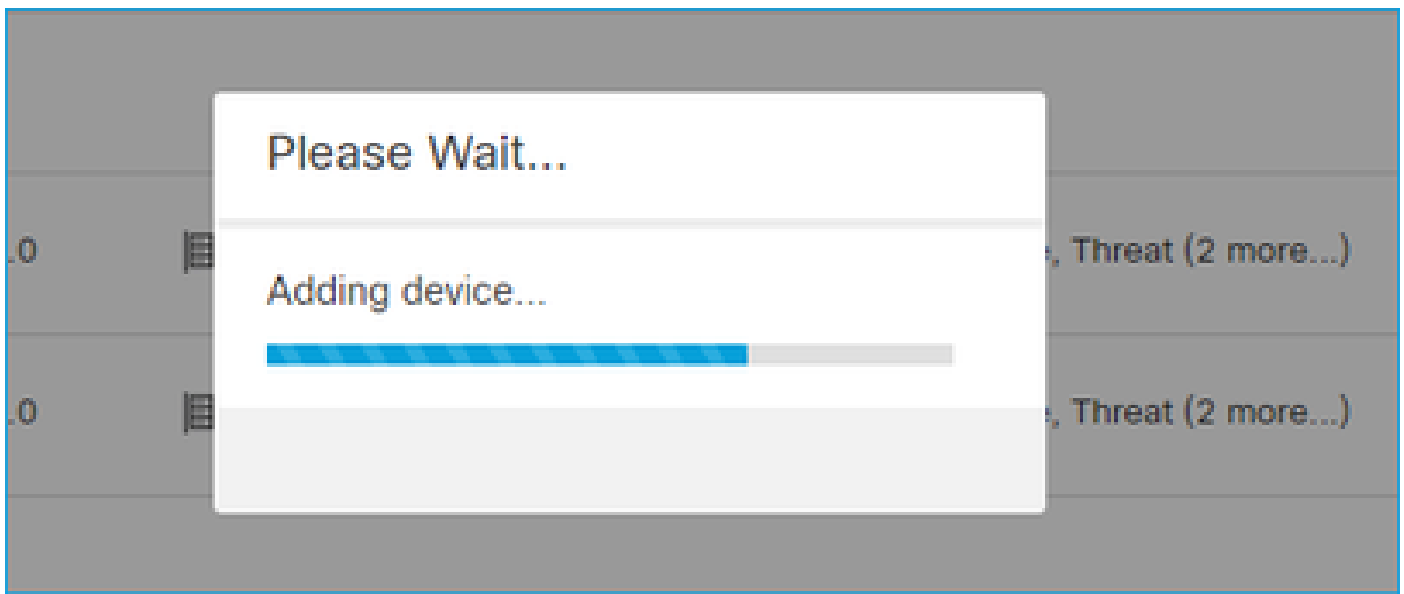 Please Wait...
.0 , Threat (2 more...)
Adding device...
.0 , Threat (2 more...)